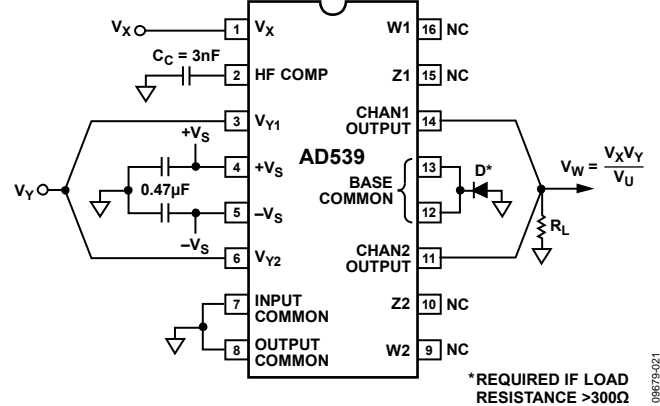 VX
1
VX
W1
16
NC
CC = 3nF
2
HF COMP
Z1
15
NC
3
VY1
CHAN1
OUTPUT
14
+VS
4
+VS
AD539
13
BASE
COMMON
12
D*
VW = VXVY
VU
VY
0.47µF
5
–VS
–VS
RL
6
VY2
CHAN2
OUTPUT
11
7
INPUT
COMMON
Z2
10
NC
8
OUTPUT
COMMON
W2
9
NC
*REQUIRED IF LOAD
RESISTANCE >300Ω
09679-021